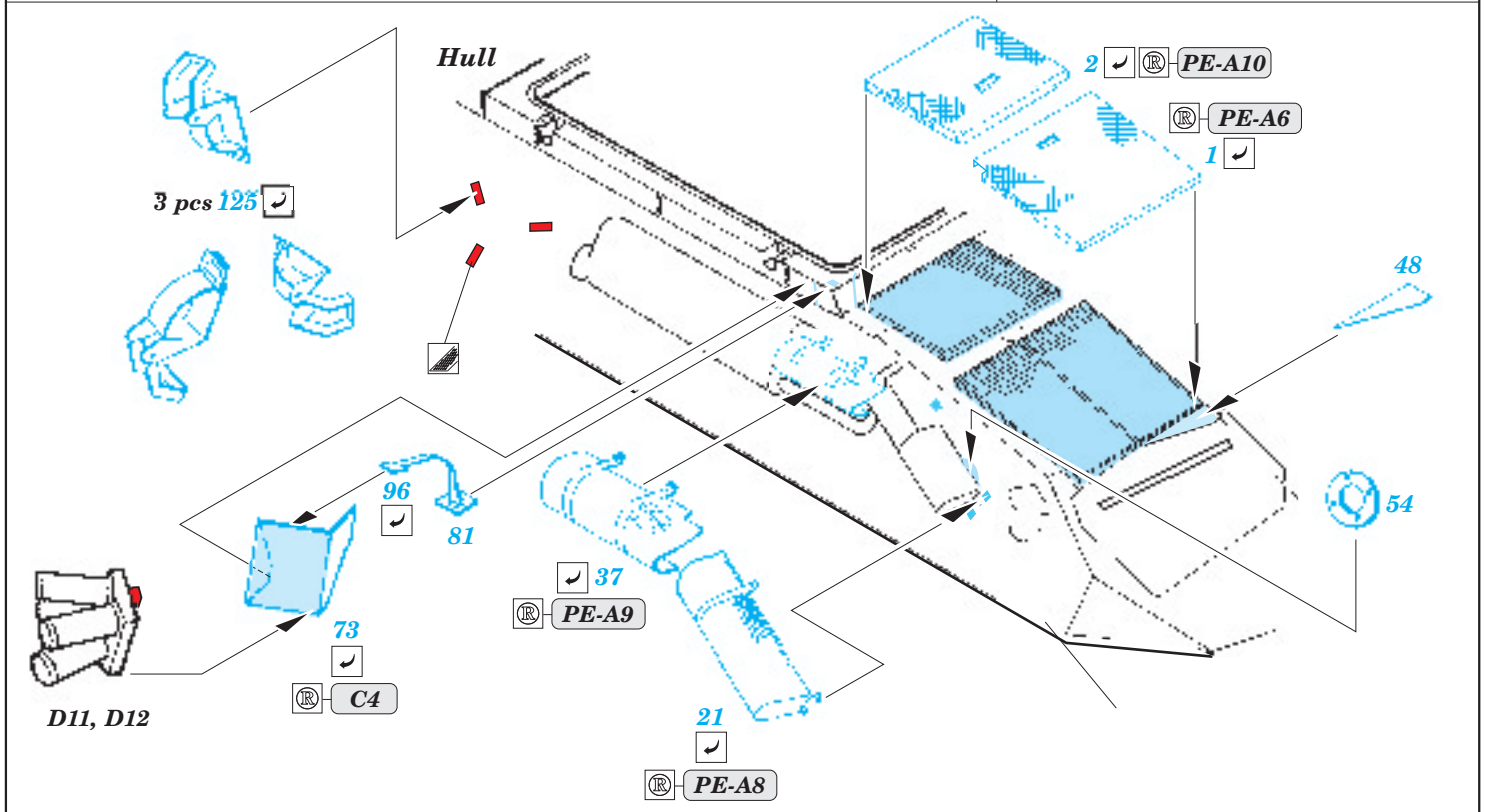 Hull
2 ® PE-A10
® PE-A6
1
3 pcs 125
48
96
81
54
37
® PE-A9
73
® C4
D11, D12
21
® PE-A8